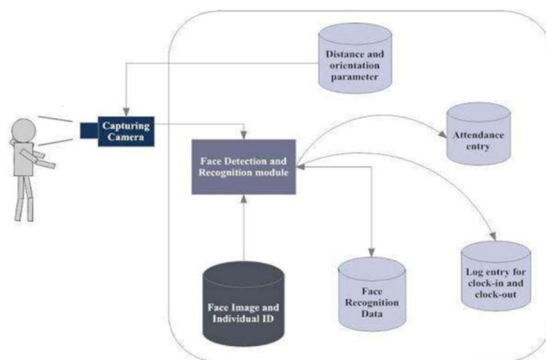 Distance and
orientation
parameter
Capturing
Camera
Attendance
entry
Face Detection and
Recognition module
Face Image and
Individual ID
Face
Recognition
Data
Log entry for
clock-in and
clock-out